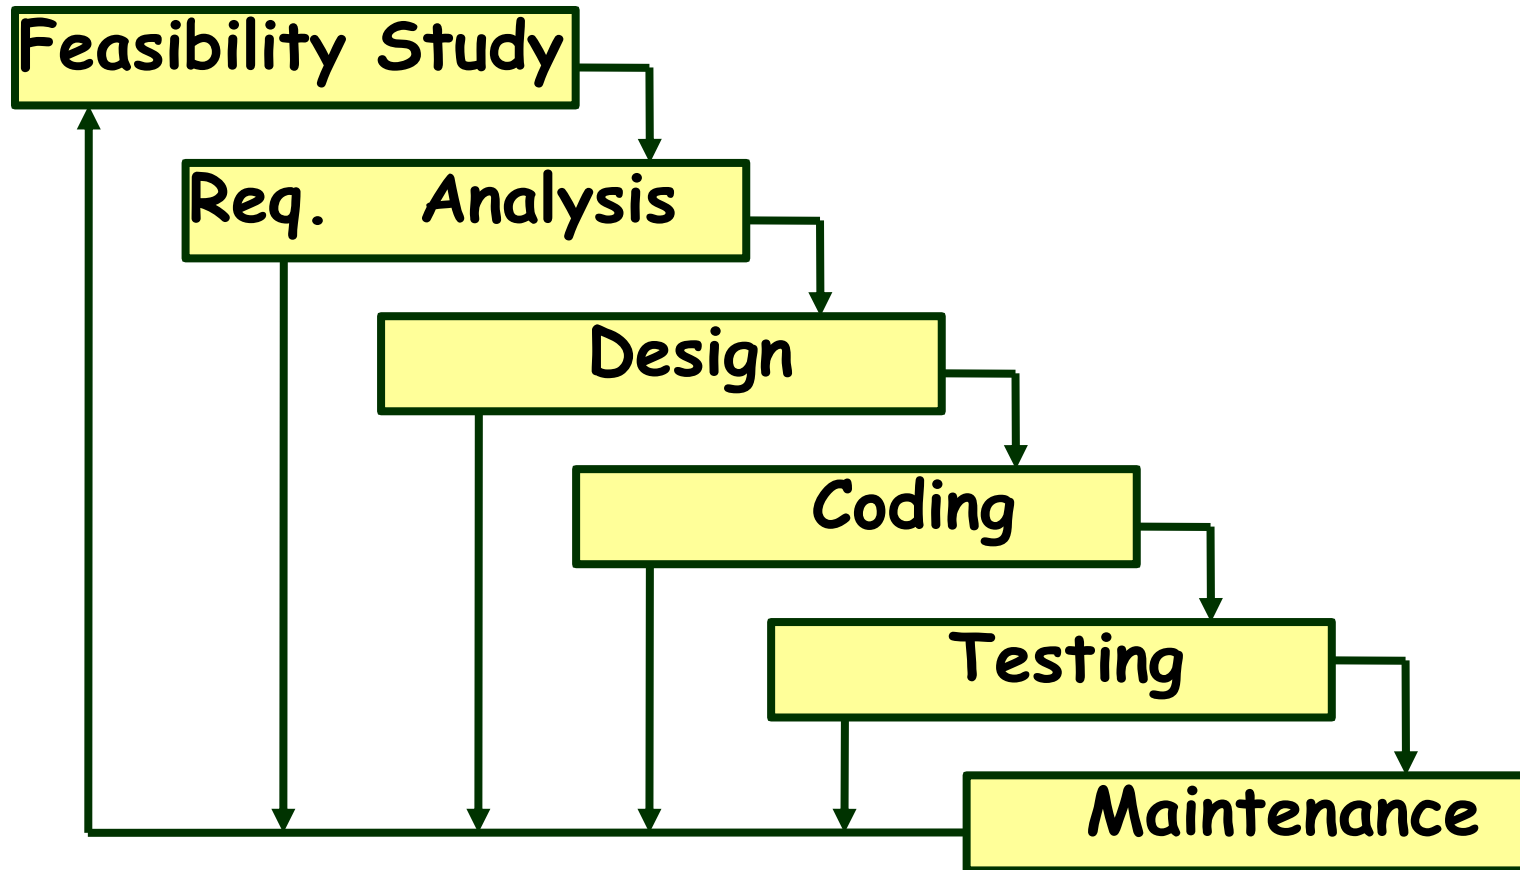 Feasibility Study
Req. Analysis
Design
Coding
Testing
Maintenance